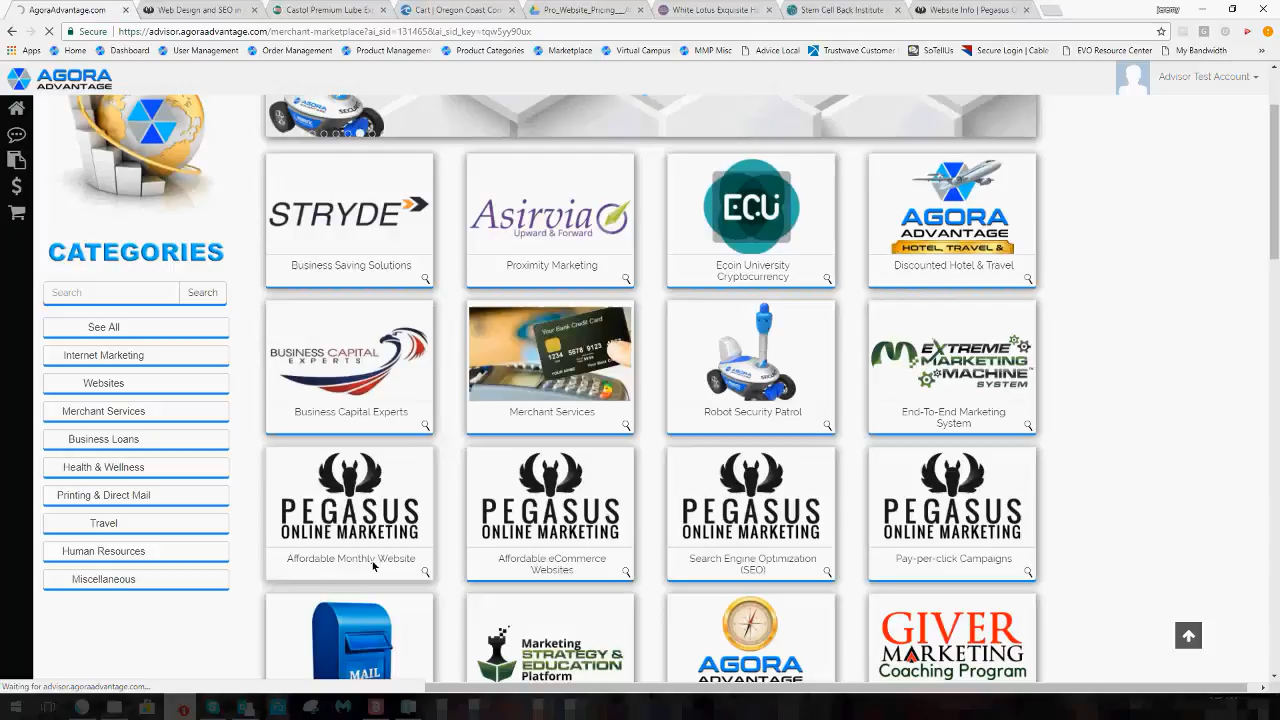 AgoraAdvantage.com
Web Design and SEO in
Castol Premium Lube Ex
Cart | Oregon Coast Com
Pro_Website_Pricing__A
White Lotus Exquisite H
Stem Cell Back Institute
Website Info | Pegasus O
Jeremy
Secure | https://advisor.agoraadvantage.com/merchant-marketplace?ai_sid=131465&ai_sid_key=tqw5yy90ux
Apps Home Dashboard User Management Order Management Product Categories Marketplace Virtual Campus MyMcMisc Advice Local Trustwave Customer SoTellUs Secure Login | Cable EVO Resource Center My Bandwidth
AGORA
ADVANTAGE
Advisor Test Account
CATEGORIES
Search
Search
See All
Internet Marketing
Websites
Merchant Services
Business Loans
Health & Wellness
Printing & Direct Mail
Travel
Human Resources
Miscellaneous
STRYDE
Business Saving Solutions
Asirvia
Upward & Forward
Proximity Marketing
ECU
Ecoin University
Cryptocurrency
AGORA
ADVANTAGE
HOTEL, TRAVEL &
Discounted Hotel & Travel
BUSINESS CAPITAL
EXPERTS
Business Capital Experts
Your Bank Credit Card
1234 5678 9123
Merchant Services
AGORA
Robot Security Patrol
EXTREME
MARKETING
MACHINE
SYSTEM
End-To-End Marketing
System
PEGASUS
ONLINE MARKETING
Affordable Monthly Website
PEGASUS
ONLINE MARKETING
Affordable eCommerce
Websites
PEGASUS
ONLINE MARKETING
Search Engine Optimization
(SEO)
PEGASUS
ONLINE MARKETING
Pay-per-click Campaigns
MAIL
Marketing
STRATEGY &
EDUCATION
Platform
AGORA
ADVANTAGE
GIVER
MARKETING
Coaching Program
Waiting for advisor.agoraadvantage.com...